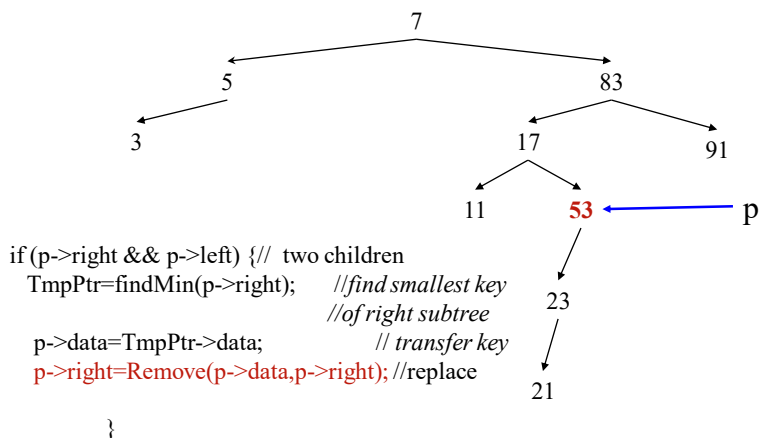 7
5 83
3 17 91
11 53 p
if (p->right && p->left) {// two children
TmpPtr=findMin(p->right); //find smallest key
23
//of right subtree
p->data=TmpPtr->data; // transfer key
p->right=Remove(p->data,p->right); //replace
21
}